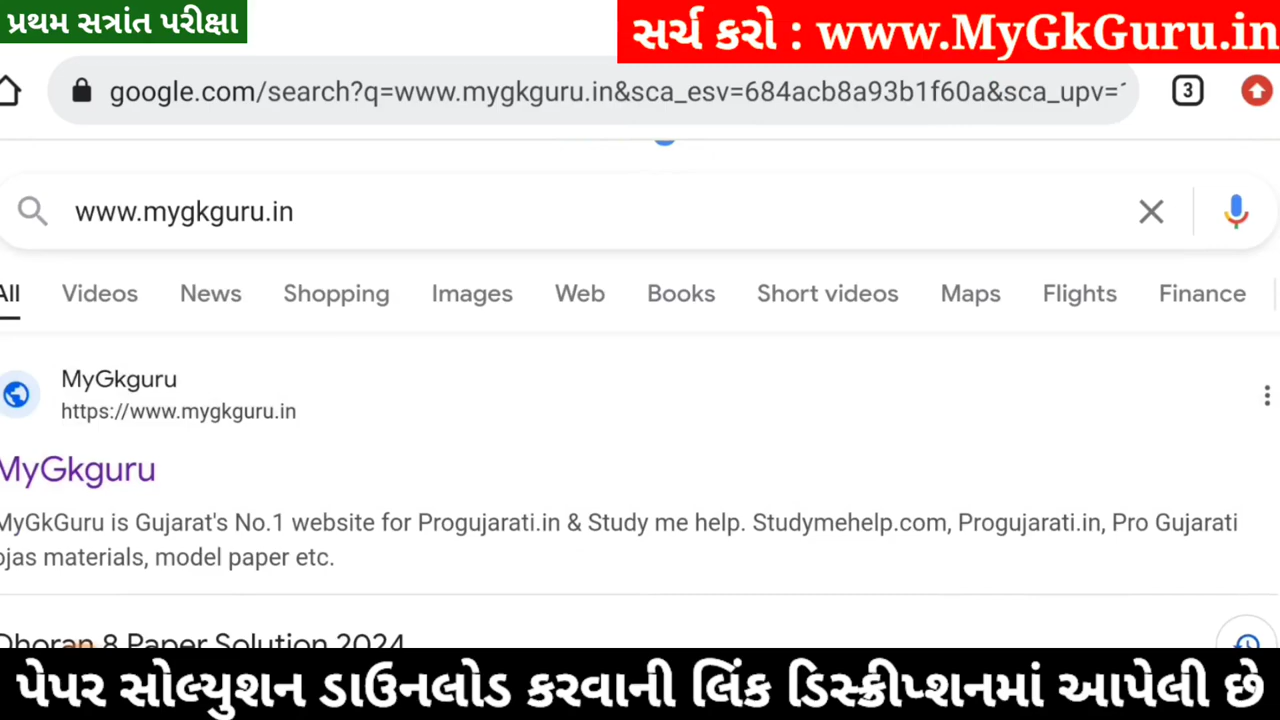 પ્રથમ સત્રાંત પરીક્ષા
સર્ચ કરો : www.MyGkGuru.in
google.com/search?q=www.mygkguru.in&sca_esv=684acb8a93b1f60a&sca_upv=
3
www.mygkguru.in
All Videos News Shopping Images Web Books Short videos Maps Flights Finance
MyGkguru
https://www.mygkguru.in
MyGkguru
MyGkGuru is Gujarat's No.1 website for Progujarati.in & Study me help. Studymehelp.com, Progujarati.in, Pro Gujarati
ojas materials, model paper etc.
Dhoran 8 Paper Solution 2024
પેપર સોલ્યુશન ડાઉનલોડ કરવાની લિંક ડિસ્ક્રીપ્શનમાં આપેલી છે